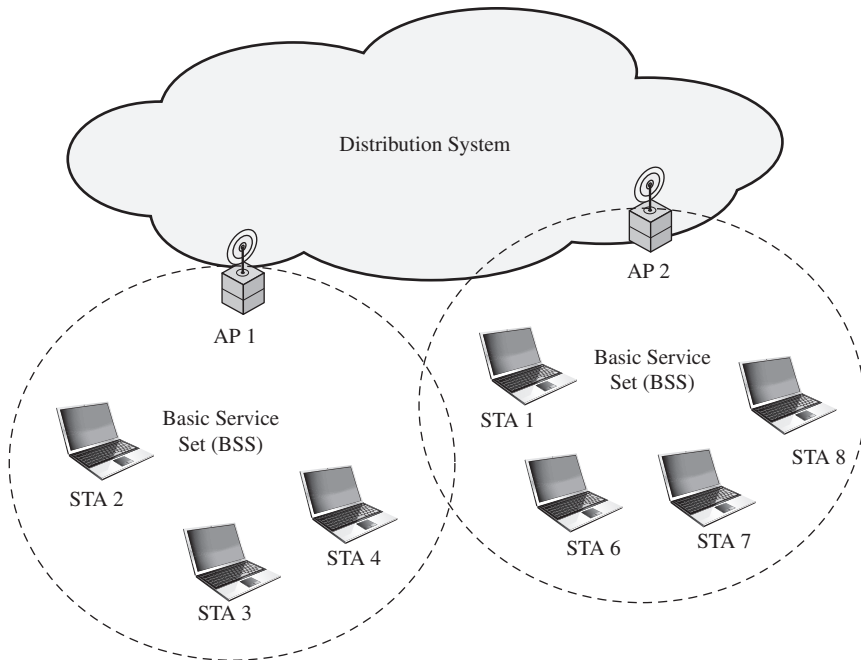 Distribution System
AP 2
AP 1
Basic Service
Set (BSS)
STA 1
STA 8
Basic Service
Set (BSS)
STA 2
STA 6
STA 7
STA 4
STA 3